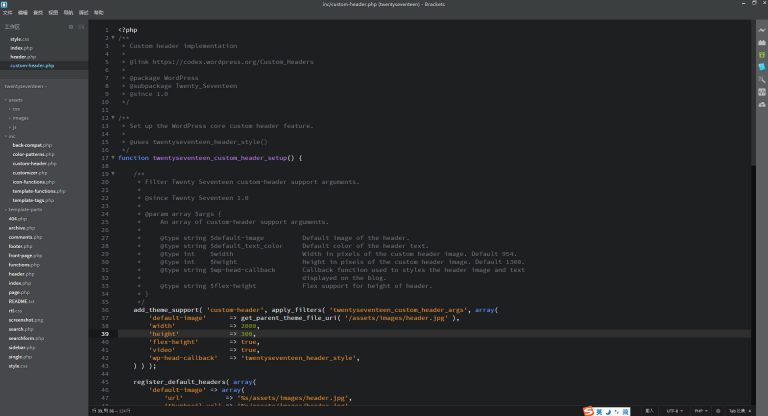 inc/custom-header.php (twentyseventeen) - Brackets
文件 编辑 查找 视图 导航 调试 帮助
工作区
style.css
index.php
header.php
custom-header.php
twentyseventeen
assets
css
images
js
inc
back-compat.php
color-patterns.php
custom-header.php
customizer.php
icon-functions.php
template-functions.php
template-tags.php
template-parts
404.php
archive.php
comments.php
footer.php
front-page.php
functions.php
header.php
index.php
page.php
README.txt
rtl.css
screenshot.png
search.php
searchform.php
sidebar.php
single.php
style.css
1 <?php
2 /**
3 * Custom header implementation
4 *
5 * @link https://codex.wordpress.org/Custom_Headers
6 *
7 * @package WordPress
8 * @subpackage Twenty_Seventeen
9 * @since 1.0
10 */
11
12 /**
13 * Set up the WordPress core custom header feature.
14 *
15 * @uses twentyseventeen_header_style()
16 */
17 function twentyseventeen_custom_header_setup() {
18
19 /**
20 * Filter Twenty Seventeen custom-header support arguments.
21 *
22 * @since Twenty Seventeen 1.0
23 *
24 * @param array $args {
25 * An array of custom-header support arguments.
26 *
27 * @type string $default-image Default image of the header.
28 * @type string $default_text_color Default color of the header text.
29 * @type int $width Width in pixels of the custom header image. Default 954.
30 * @type int $height Height in pixels of the custom header image. Default 1300.
31 * @type string $wp-head-callback Callback function used to styles the header image and text
32 * displayed on the blog.
33 * @type string $flex-height Flex support for height of header.
34 * }
35 */
36 add_theme_support( 'custom-header', apply_filters( 'twentyseventeen_custom_header_args', array(
37 'default-image' => get_parent_theme_file_uri( '/assets/images/header.jpg' ),
38 'width' => 2000,
39 'height' => 300,
40 'flex-height' => true,
41 'video' => true,
42 'wp-head-callback' => 'twentyseventeen_header_style',
43 ) ) );
44
45 register_default_headers( array(
46 'default-image' => array(
47 'url' => '%s/assets/images/header.jpg',
英 简
UTF-8 PHP